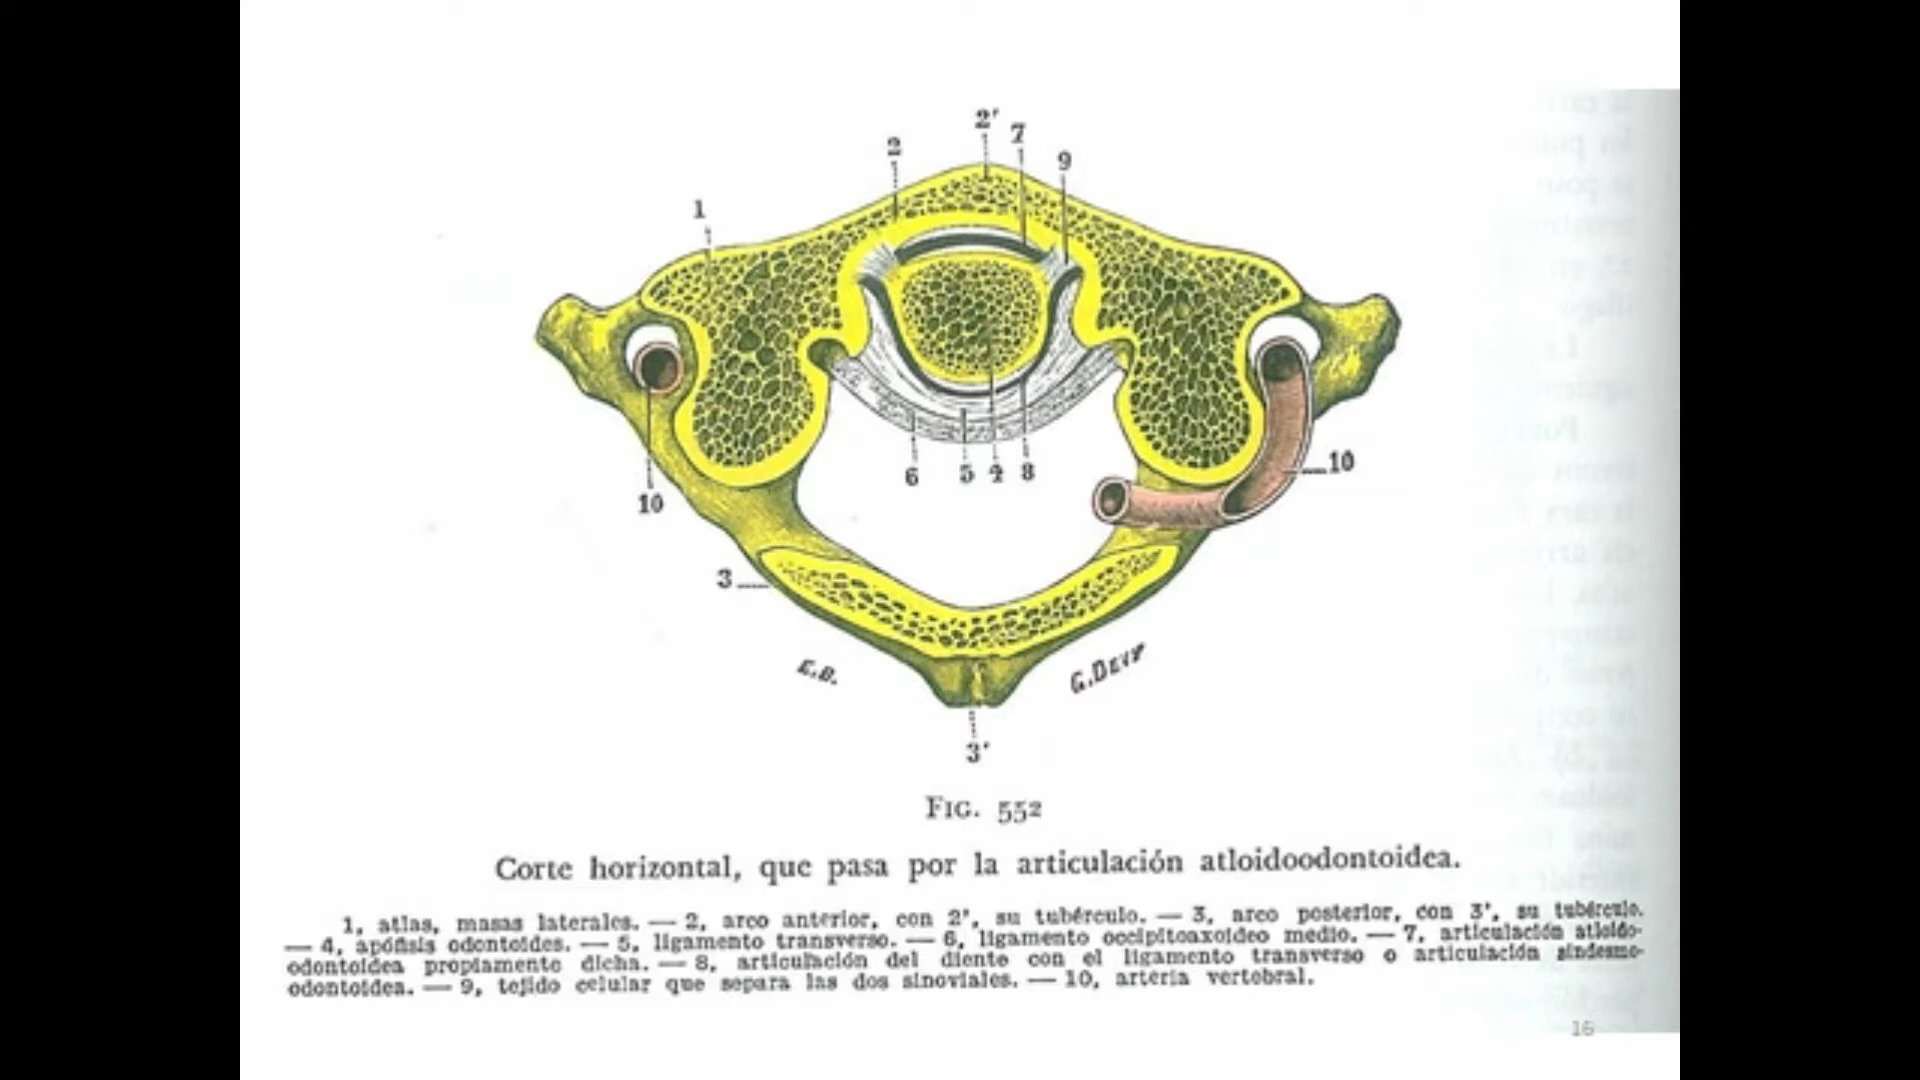 2' 7
2 9
1
6 5 4 8
10
10
3
E.B.
3'
FIG. 552
Corte horizontal, que pasa por la articulación atloidoodontoidea.
1, atlas, masas laterales. — 2, arco anterior, con 2', su tubérculo. — 3, arco posterior, con 3', su tubérculo.
— 4, apófisis odontoides. — 5, ligamento transverso. — 6, ligamento occipitoaxoideo medio. — 7, articulación atloido-
odontoidea propiamente dicha. — 8, articulación del diente con el ligamento transverso o articulación sindesmo-
odontoidea. — 9, tejido celular que separa las dos sinoviales. — 10, arteria vertebral.
16